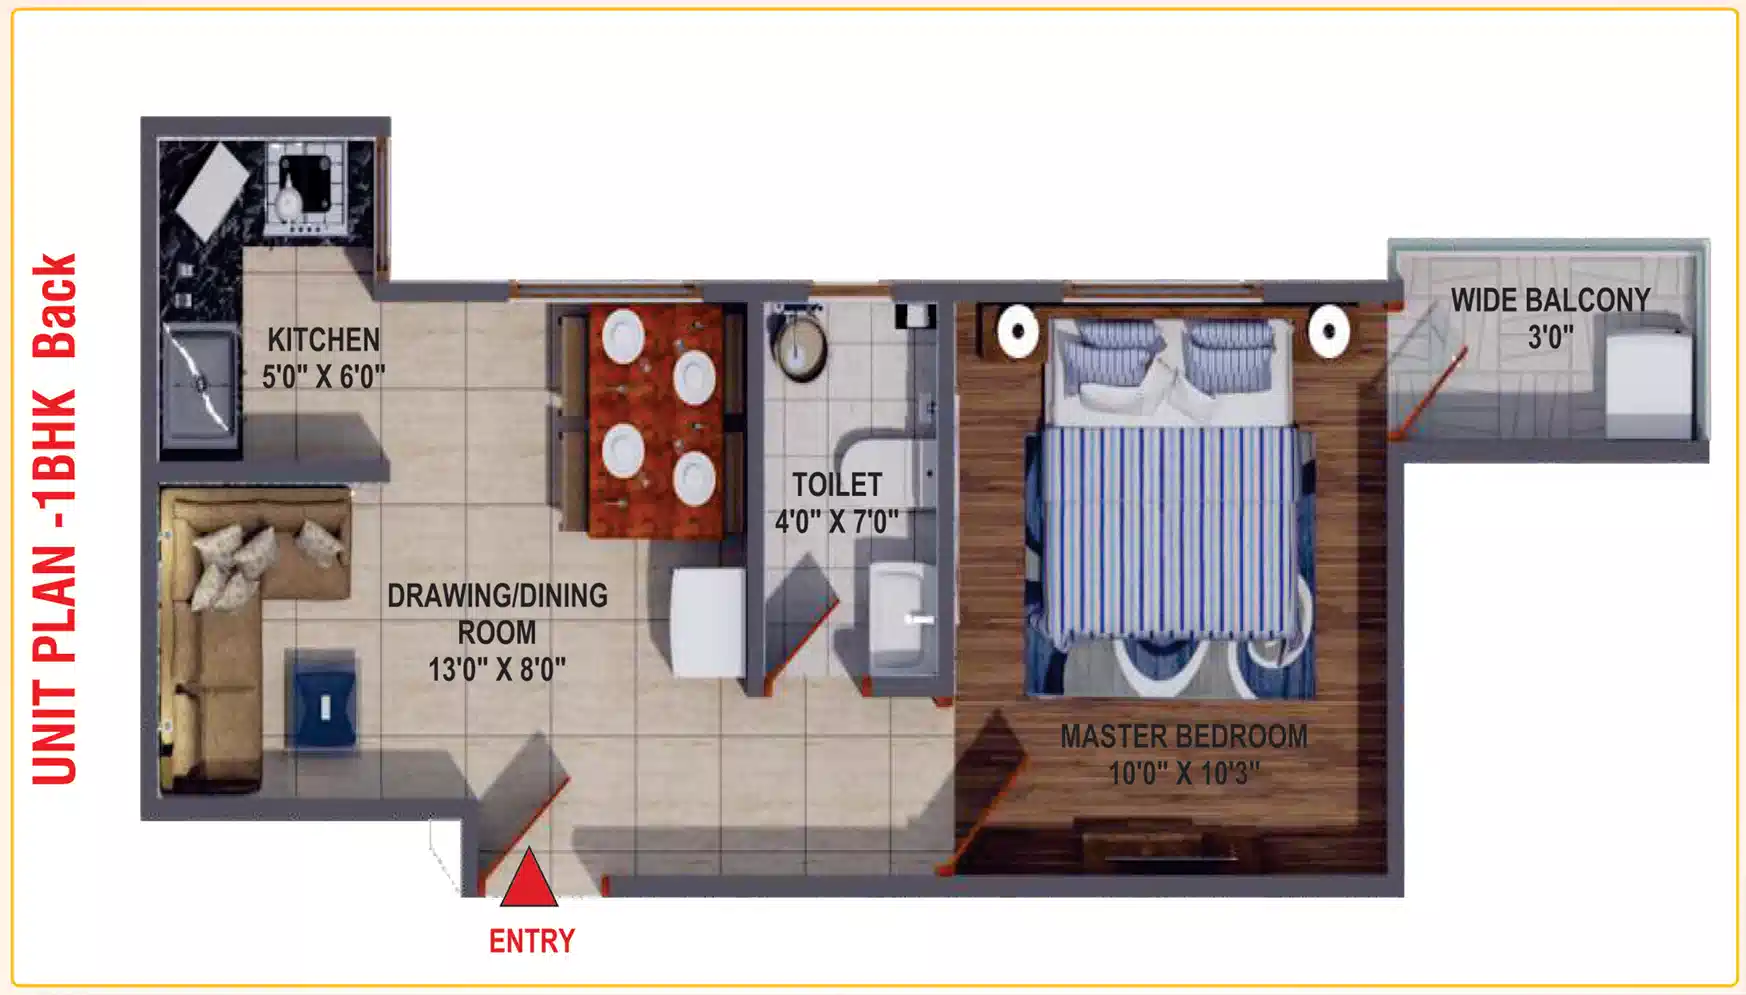 UNIT PLAN -1BHK Back
KITCHEN
5'0" X 6'0"
DRAWING/DINING
ROOM
13'0" X 8'0"
TOILET
4'0" X 7'0"
MASTER BEDROOM
10'0" X 10'3"
WIDE BALCONY
3'0"
ENTRY